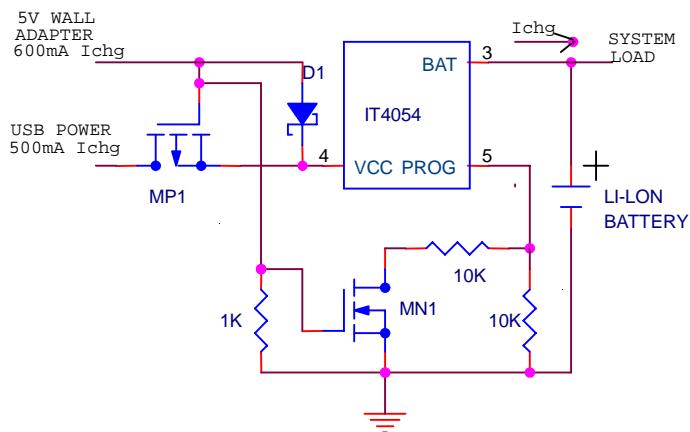 5V WALL
ADAPTER
600mA Ichg
Ichg
SYSTEM
LOAD
D1
BAT
3
IT4054
USB POWER
500mA Ichg
4
VCC PROG
5
MP1
+
LI-LON
BATTERY
10K
1K
MN1
10K